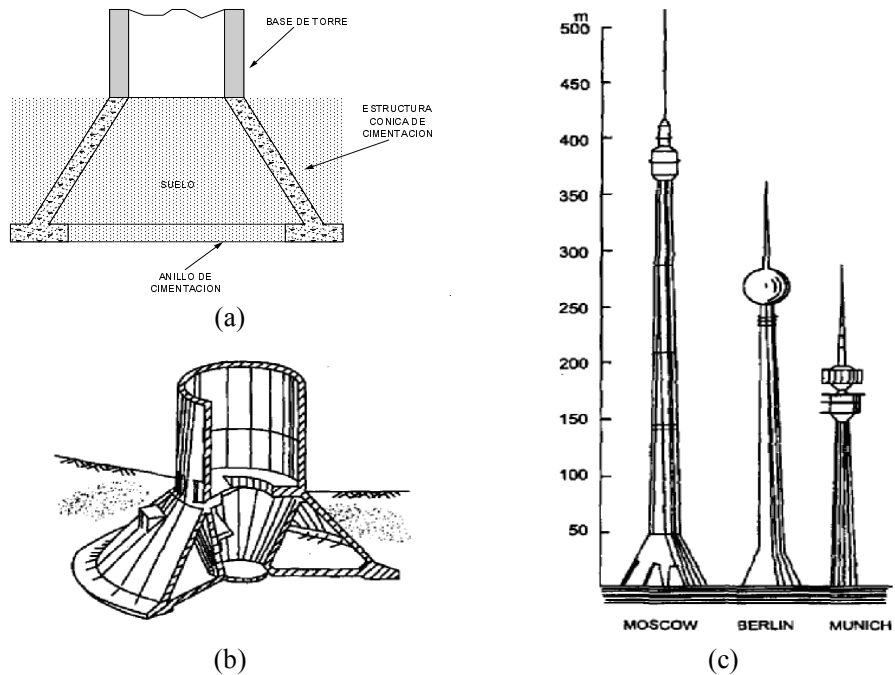 BASE DE TORRE
ESTRUCTURA
CONICA DE
CIMENTACION
SUELO
ANILLO DE
CIMENTACION
(a)
(b)
m
500
450
400
350
300
250
200
150
100
50
MOSCOW BERLIN MUNICH
(c)